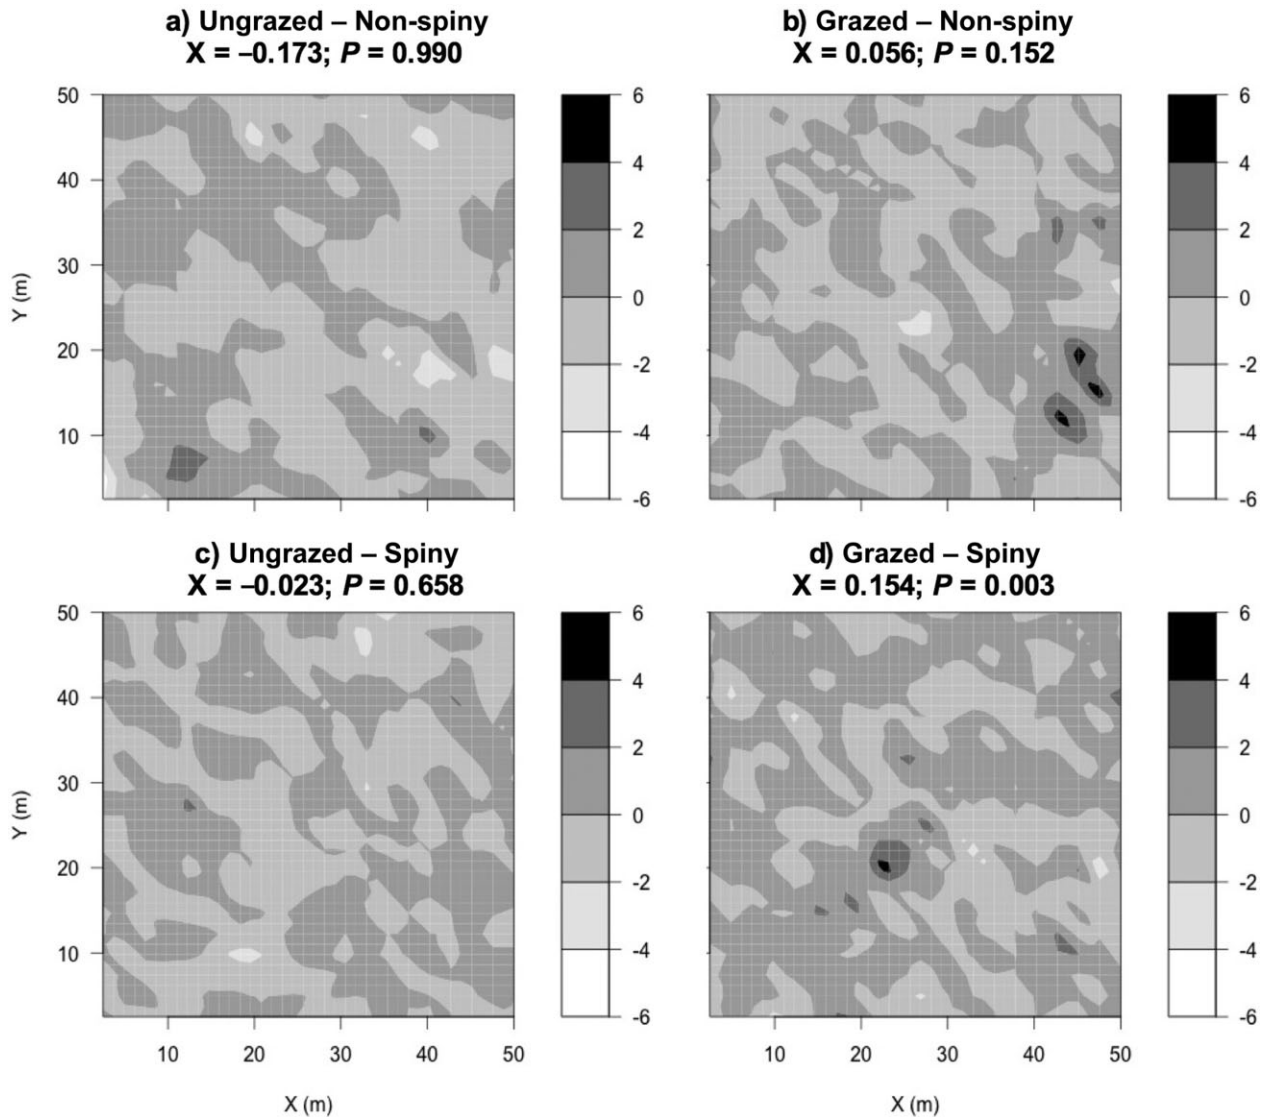 a) Ungrazed – Non-spiny
X = –0.173; P = 0.990
b) Grazed – Non-spiny
X = 0.056; P = 0.152
50
40
30
20
10
Y (m)
6
4
2
0
-2
-4
-6
6
4
2
0
-2
-4
-6
c) Ungrazed – Spiny
X = –0.023; P = 0.658
d) Grazed – Spiny
X = 0.154; P = 0.003
50
40
30
20
10
Y (m)
10 20 30 40 50
X (m)
6
4
2
0
-2
-4
-6
10 20 30 40 50
X (m)
6
4
2
0
-2
-4
-6